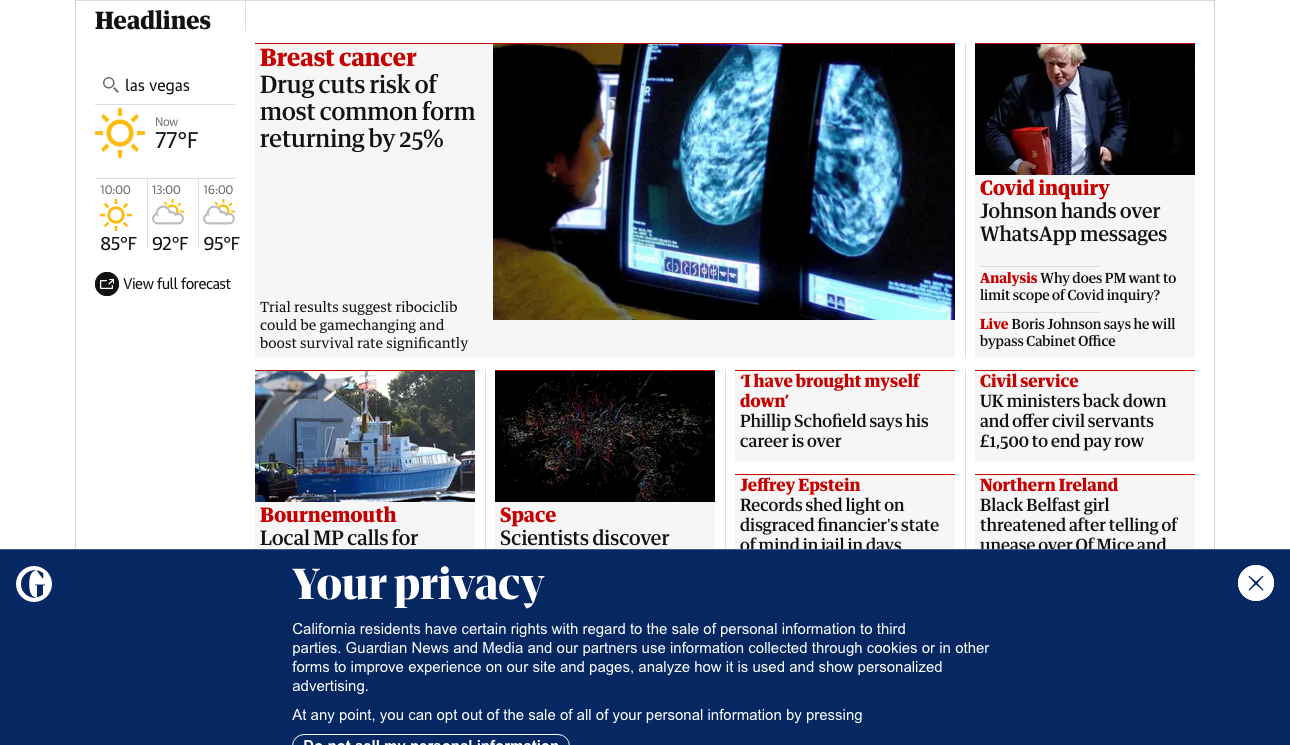 Headlines
las vegas
Now
77°F
10:00
13:00
16:00
85°F
92°F
95°F
View full forecast
Breast cancer
Drug cuts risk of
most common form
returning by 25%
Trial results suggest ribociclib
could be gamechanging and
boost survival rate significantly
Covid inquiry
Johnson hands over
WhatsApp messages
Analysis Why does PM want to
limit scope of Covid inquiry?
Live Boris Johnson says he will
bypass Cabinet Office
Bournemouth
Local MP calls for
Space
Scientists discover
‘I have brought myself
down’
Phillip Schofield says his
career is over
Jeffrey Epstein
Records shed light on
disgraced financier's state
of mind in jail in days
Civil service
UK ministers back down
and offer civil servants
£1,500 to end pay row
Northern Ireland
Black Belfast girl
threatened after telling of
unease over Of Mice and
Your privacy
California residents have certain rights with regard to the sale of personal information to third
parties. Guardian News and Media and our partners use information collected through cookies or in other
forms to improve experience on our site and pages, analyze how it is used and show personalized
advertising.
At any point, you can opt out of the sale of all of your personal information by pressing
Do not sell my personal information